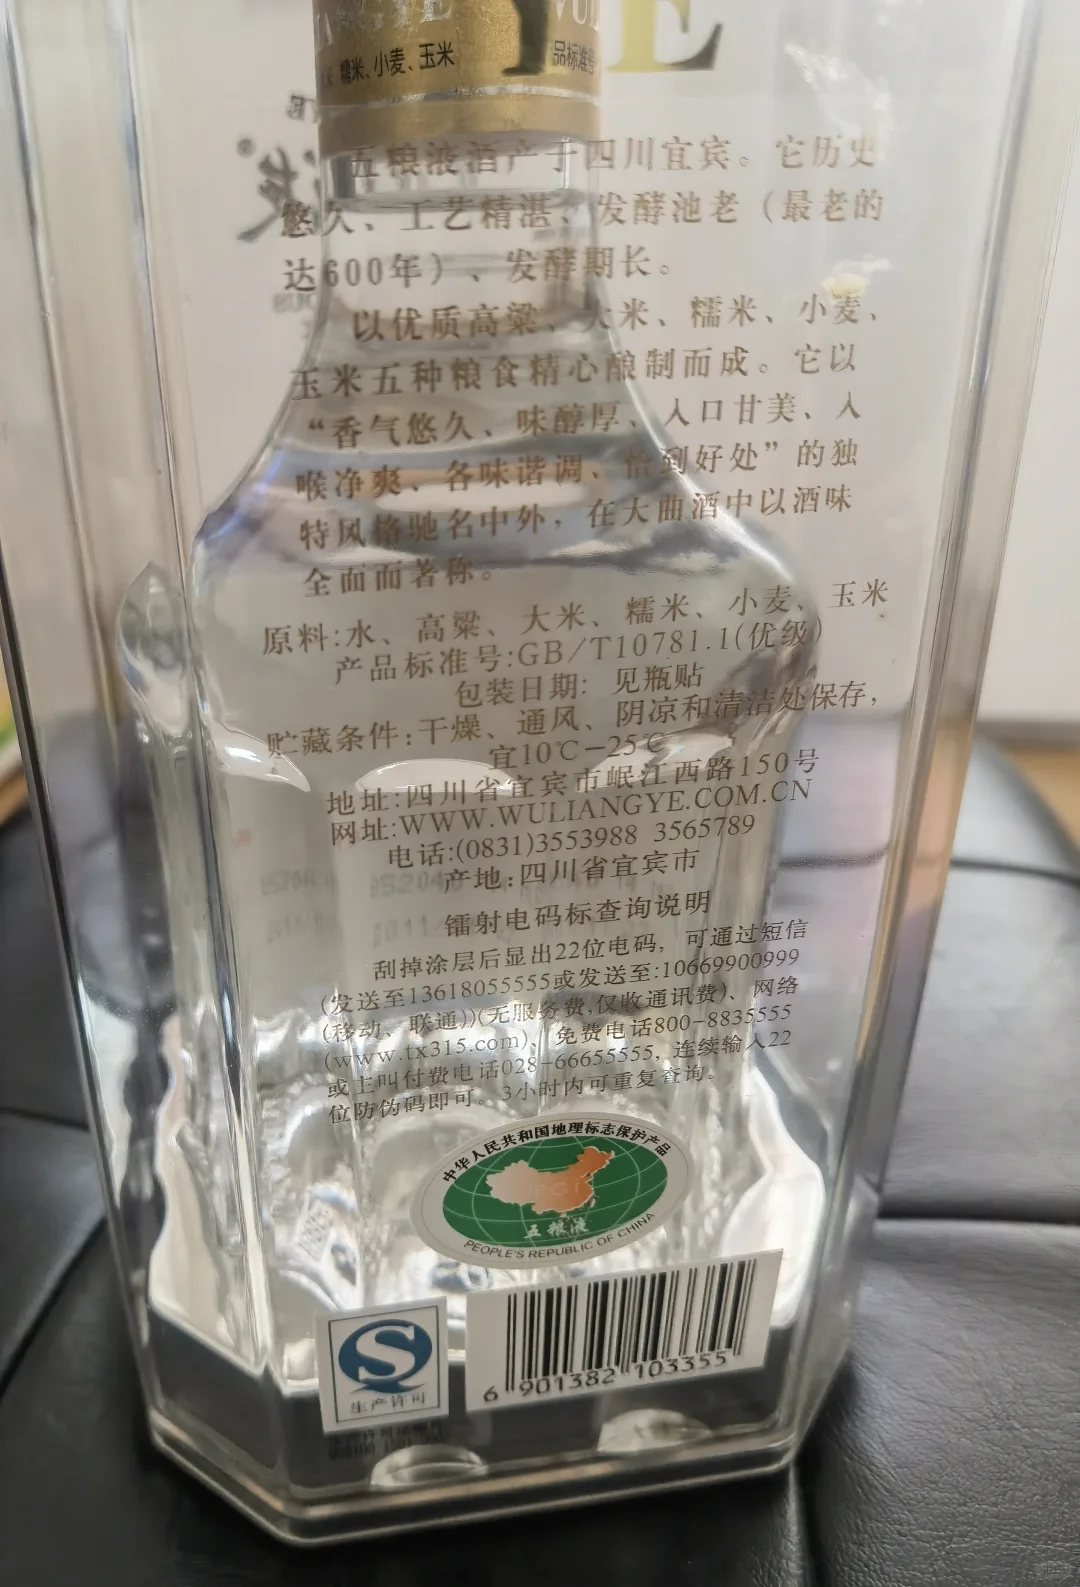 糯米、小麦、玉米
品标准号
E
五粮液酒产于四川宜宾。它历史
悠久、工艺精湛、发酵池老（最老的
达600年）、发酵期长。
以优质高粱、大米、糯米、小麦、
玉米五种粮食精心酿制而成。它以
“香气悠久、味醇厚、入口甘美、入
喉净爽、各味谐调、恰到好处”的独
特风格驰名中外，在大曲酒中以酒味
全面而著称。
原料:水、高粱、大米、糯米、小麦、玉米
产品标准号:GB/T10781.1(优级)
包装日期: 见瓶贴
贮藏条件:干燥、通风、阴凉和清洁处保存,
宜10℃-25℃
地址:四川省宜宾市岷江西路150号
网址:WWW.WULIANGYE.COM.CN
电话:(0831)3553988 3565789
产地:四川省宜宾市
镭射电码标查询说明
刮掉涂层后显出22位电码，可通过短信
(发送至13618055555或发送至:10669900999
(移动、联通))(无服务费,仅收通讯费)、网络
(www.tx315.com)、免费电话800-8835555
或主叫付费电话028-66655555，连续输入22
位防伪码即可。3小时内可重复查询。
中华人民共和国地理标志保护产品
PGI
五粮液
PEOPLE'S REPUBLIC OF CHINA
生产许可
6 901382 103355